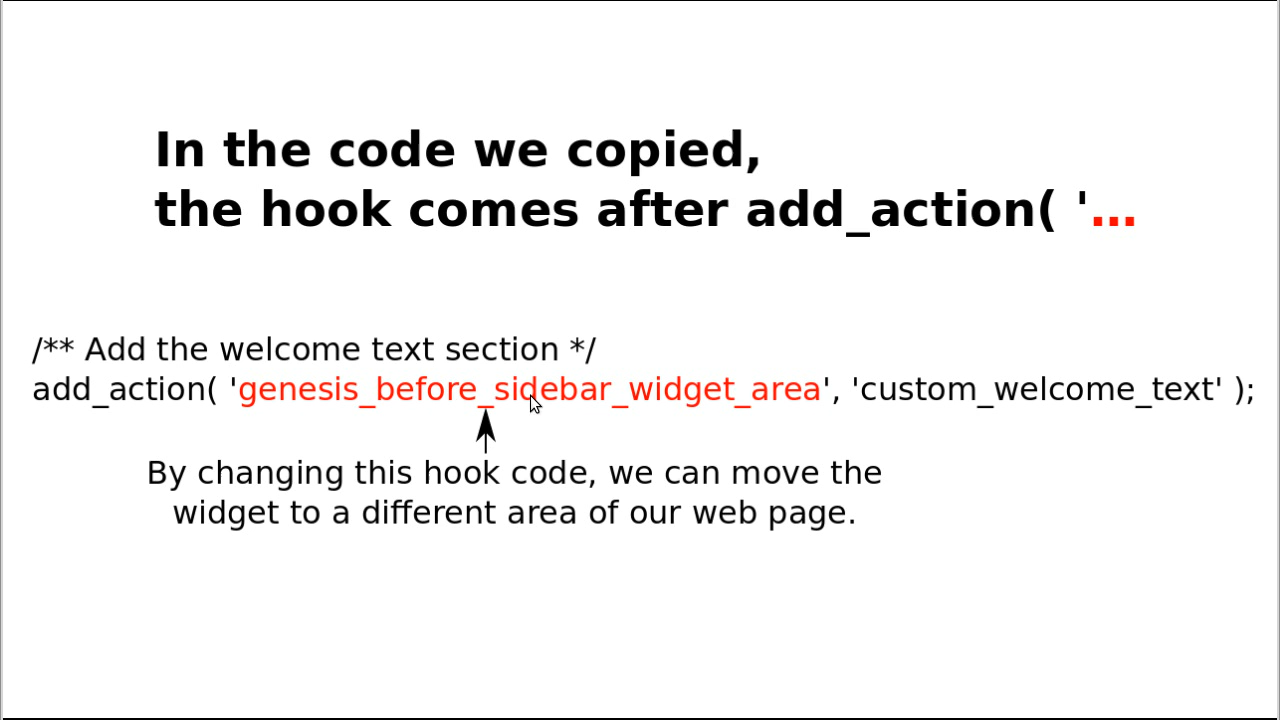 In the code we copied,
the hook comes after add_action( '...
/** Add the welcome text section */
add_action( 'genesis_before_sidebar_widget_area', 'custom_welcome_text' );
By changing this hook code, we can move the
widget to a different area of our web page.